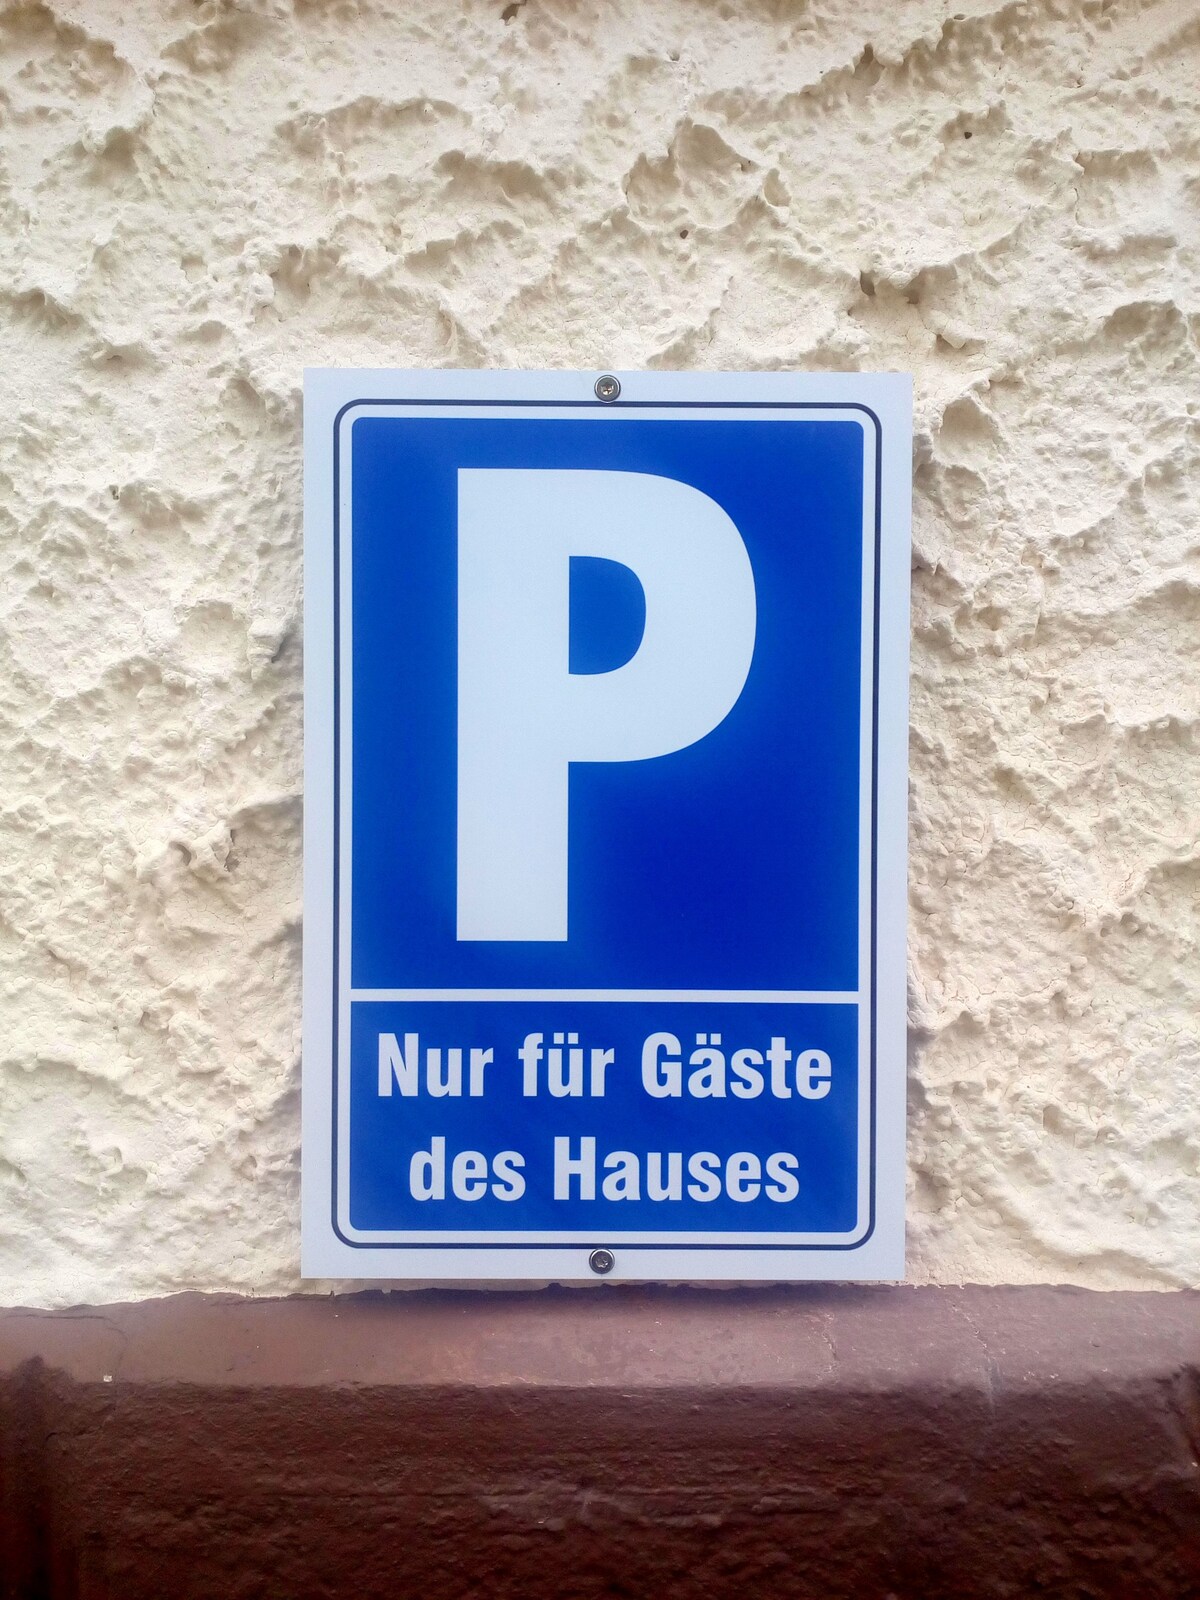 P
Nur für Gäste
des Hauses